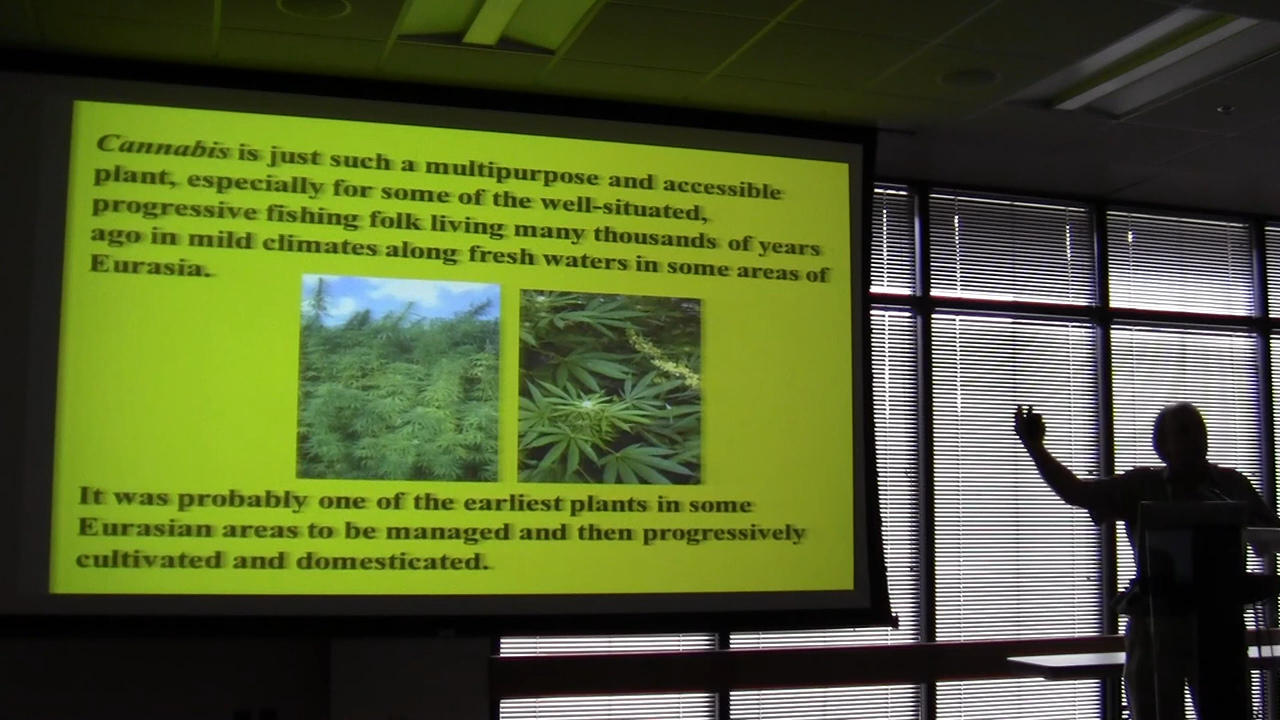 Cannabis is just such a multipurpose and accessible
plant, especially for some of the well-situated,
progressive fishing folk living many thousands of years
ago in mild climates along fresh waters in some areas of
Eurasia.
It was probably one of the earliest plants in some
Eurasian areas to be managed and then progressively
cultivated and domesticated.